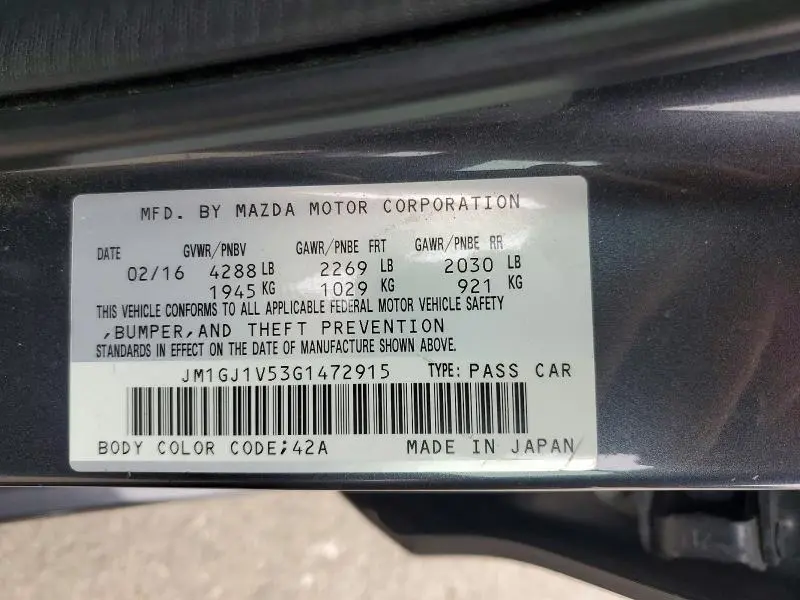 MFD. BY MAZDA MOTOR CORPORATION
DATE GVWR/PNBV GAWR/PNBE FRT GAWR/PNBE RR
02/16 4288 LB 2269 LB 2030 LB
1945 KG 1029 KG 921 KG
THIS VEHICLE CONFORMS TO ALL APPLICABLE FEDERAL MOTOR VEHICLE SAFETY
,BUMPER,AND THEFT PREVENTION
STANDARDS IN EFFECT ON THE DATE OF MANUFACTURE SHOWN ABOVE.
JM1GJ1V53G1472915 TYPE: PASS CAR
BODY COLOR CODE;42A MADE IN JAPAN